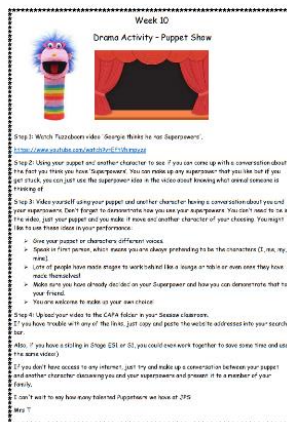 Week 10
Drama Activity – Puppet Show
Step 1: Watch Fuzzaboom video 'Georgie thinks he has Superpowers'.
Step 2: Using your puppet and another character to see if you can come up with a conversation about
the fact you think you have 'Superpowers'. You can make up any superpower that you like but if you
get stuck, you can just use the superpower idea in the video about knowing what animal someone is
thinking of.
Step 3: Video yourself using your puppet and another character having a conversation about you and
your superpowers. Don't forget to demonstrate how you use your superpowers. You don't need to be in
the video, just your puppet and you make it move and another character of your choosing. You might
like to use these ideas in your performance:
➢ Give your puppet or characters different voices.
➢ Speak in first person, which means you are always pretending to be the characters (I, me, my,
mine).
➢ Lots of people have made stages to work behind like a lounge or table or even ones they have
made themselves!
➢ Make sure you have already decided on your Superpower and how you can demonstrate that to
your friend.
➢ You are welcome to make up your own choice!
Step 4: Upload your video to the CAPA folder in your Seesaw classroom.
If you have trouble with any of the links, just copy and paste the website addresses into your search
bar.
Also, if you have a sibling in Stage ES1 or S1, you could even work together to save some time and use
the same video:)
If you don't have access to any internet, just try and make up a conversation between your puppet
and another character discussing you and your superpowers and present it to a member of your
family.
I can't wait to say how many talented Puppeteers we have at JPS
Mrs T